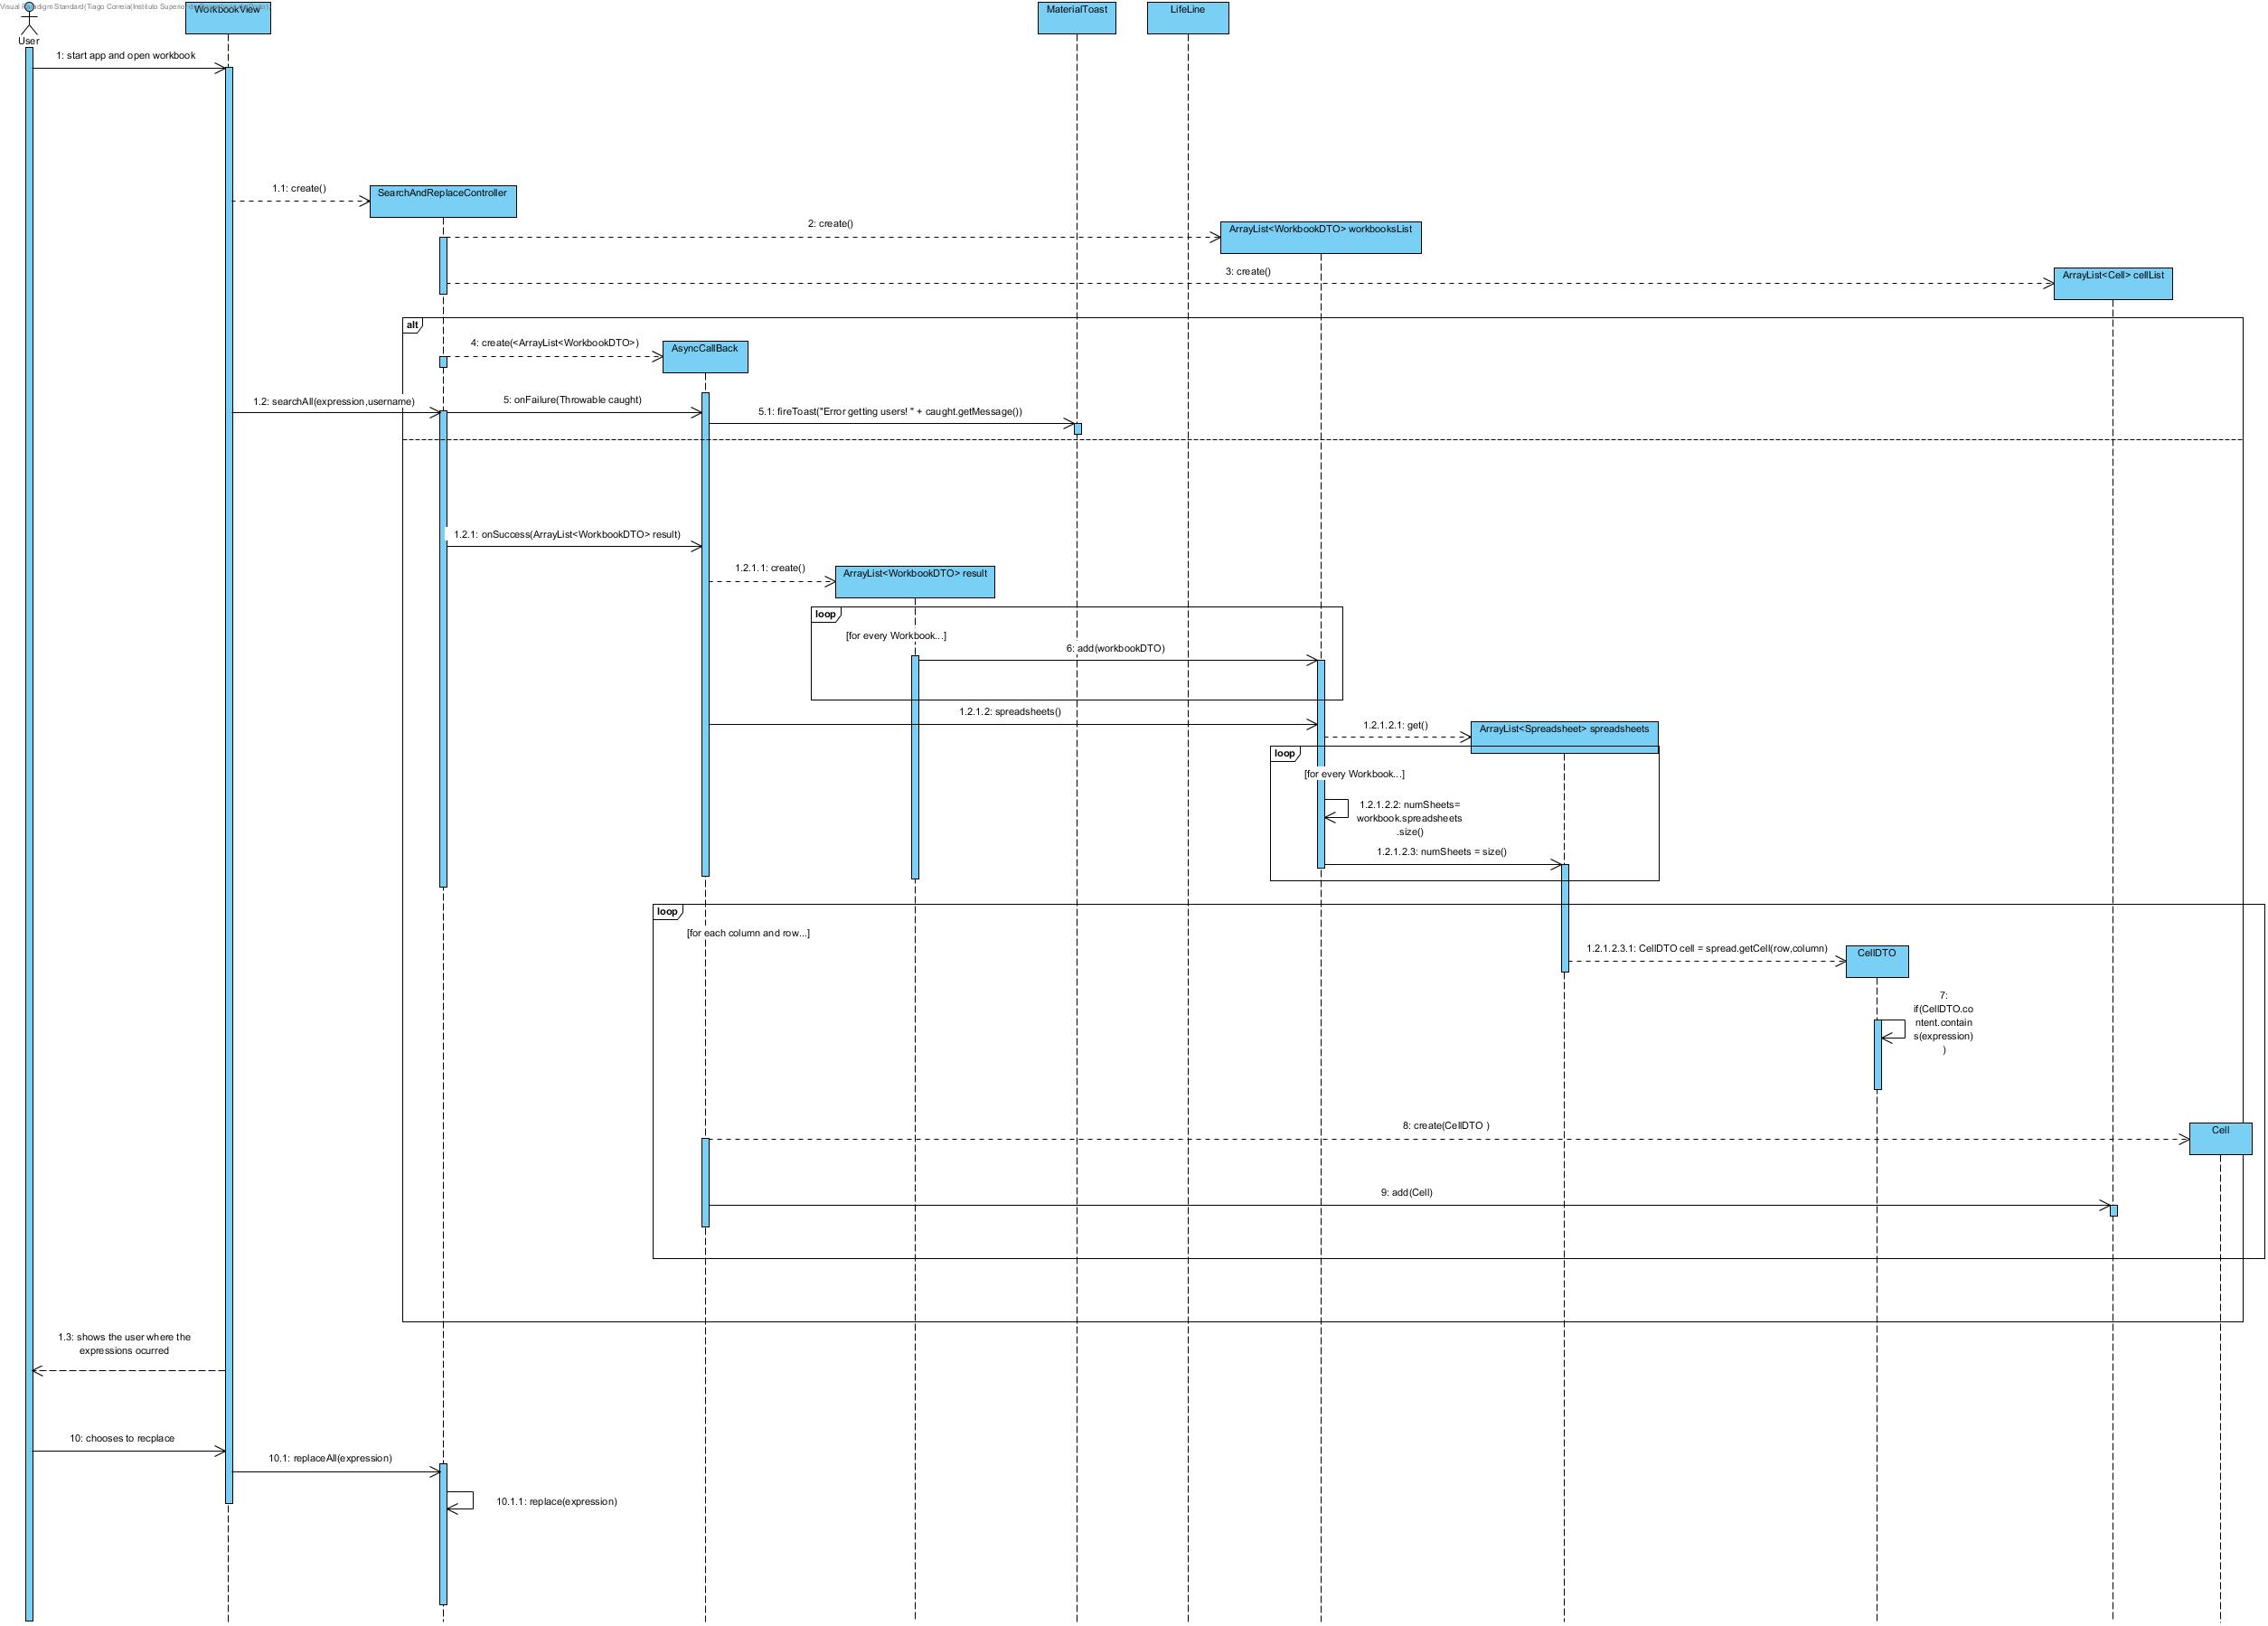 Visual Paradigm Standard(Tiago Correia(Instituto Superior
WorkbookView
MaterialToast
LifeLine
User
1: start app and open workbook
1.1: create()
SearchAndReplaceController
2: create()
ArrayList<WorkbookDTO> workbooksList
3: create()
ArrayList<Cell> cellList
alt
4: create(<ArrayList<WorkbookDTO>)
AsyncCallBack
1.2: searchAll(expression,username)
5: onFailure(Throwable caught)
5.1: fireToast("Error getting users! " + caught.getMessage())
1.2.1: onSuccess(ArrayList<WorkbookDTO> result)
1.2.1.1: create()
ArrayList<WorkbookDTO> result
loop
[for every Workbook...]
6: add(workbookDTO)
1.2.1.2: spreadsheets()
1.2.1.2.1: get()
ArrayList<Spreadsheet> spreadsheets
loop
[for every Workbook...]
1.2.1.2.2: numSheets=
workbook.spreadsheets
.size()
1.2.1.2.3: numSheets = size()
loop
[for each column and row...]
1.2.1.2.3.1: CellDTO cell = spread.getCell(row,column)
CellDTO
7:
if(CellDTO.co
ntent.contain
s(expression)
)
8: create(CellDTO )
Cell
9: add(Cell)
1.3: shows the user where the
expressions ocurred
10: chooses to recplace
10.1: replaceAll(expression)
10.1.1: replace(expression)